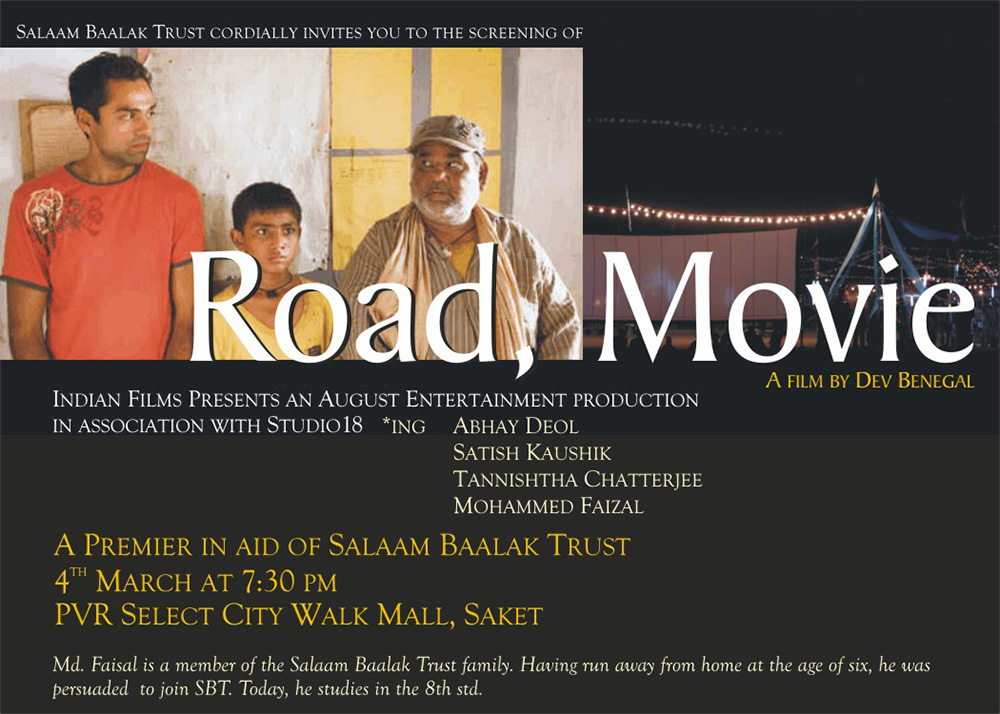 Salaam Baalak Trust cordially invites you to the screening of
Road, Movie
A film by Dev Benegal
Indian Films Presents an August Entertainment production
in association with Studio18 *ing Abhay Deol
Satish Kaushik
Tannishtha Chatterjee
Mohammed Faizal
A Premier in aid of Salaam Baalak Trust
4TH March at 7:30 pm
PVR Select City Walk Mall, Saket
Md. Faisal is a member of the Salaam Baalak Trust family. Having run away from home at the age of six, he was
persuaded to join SBT. Today, he studies in the 8th std.